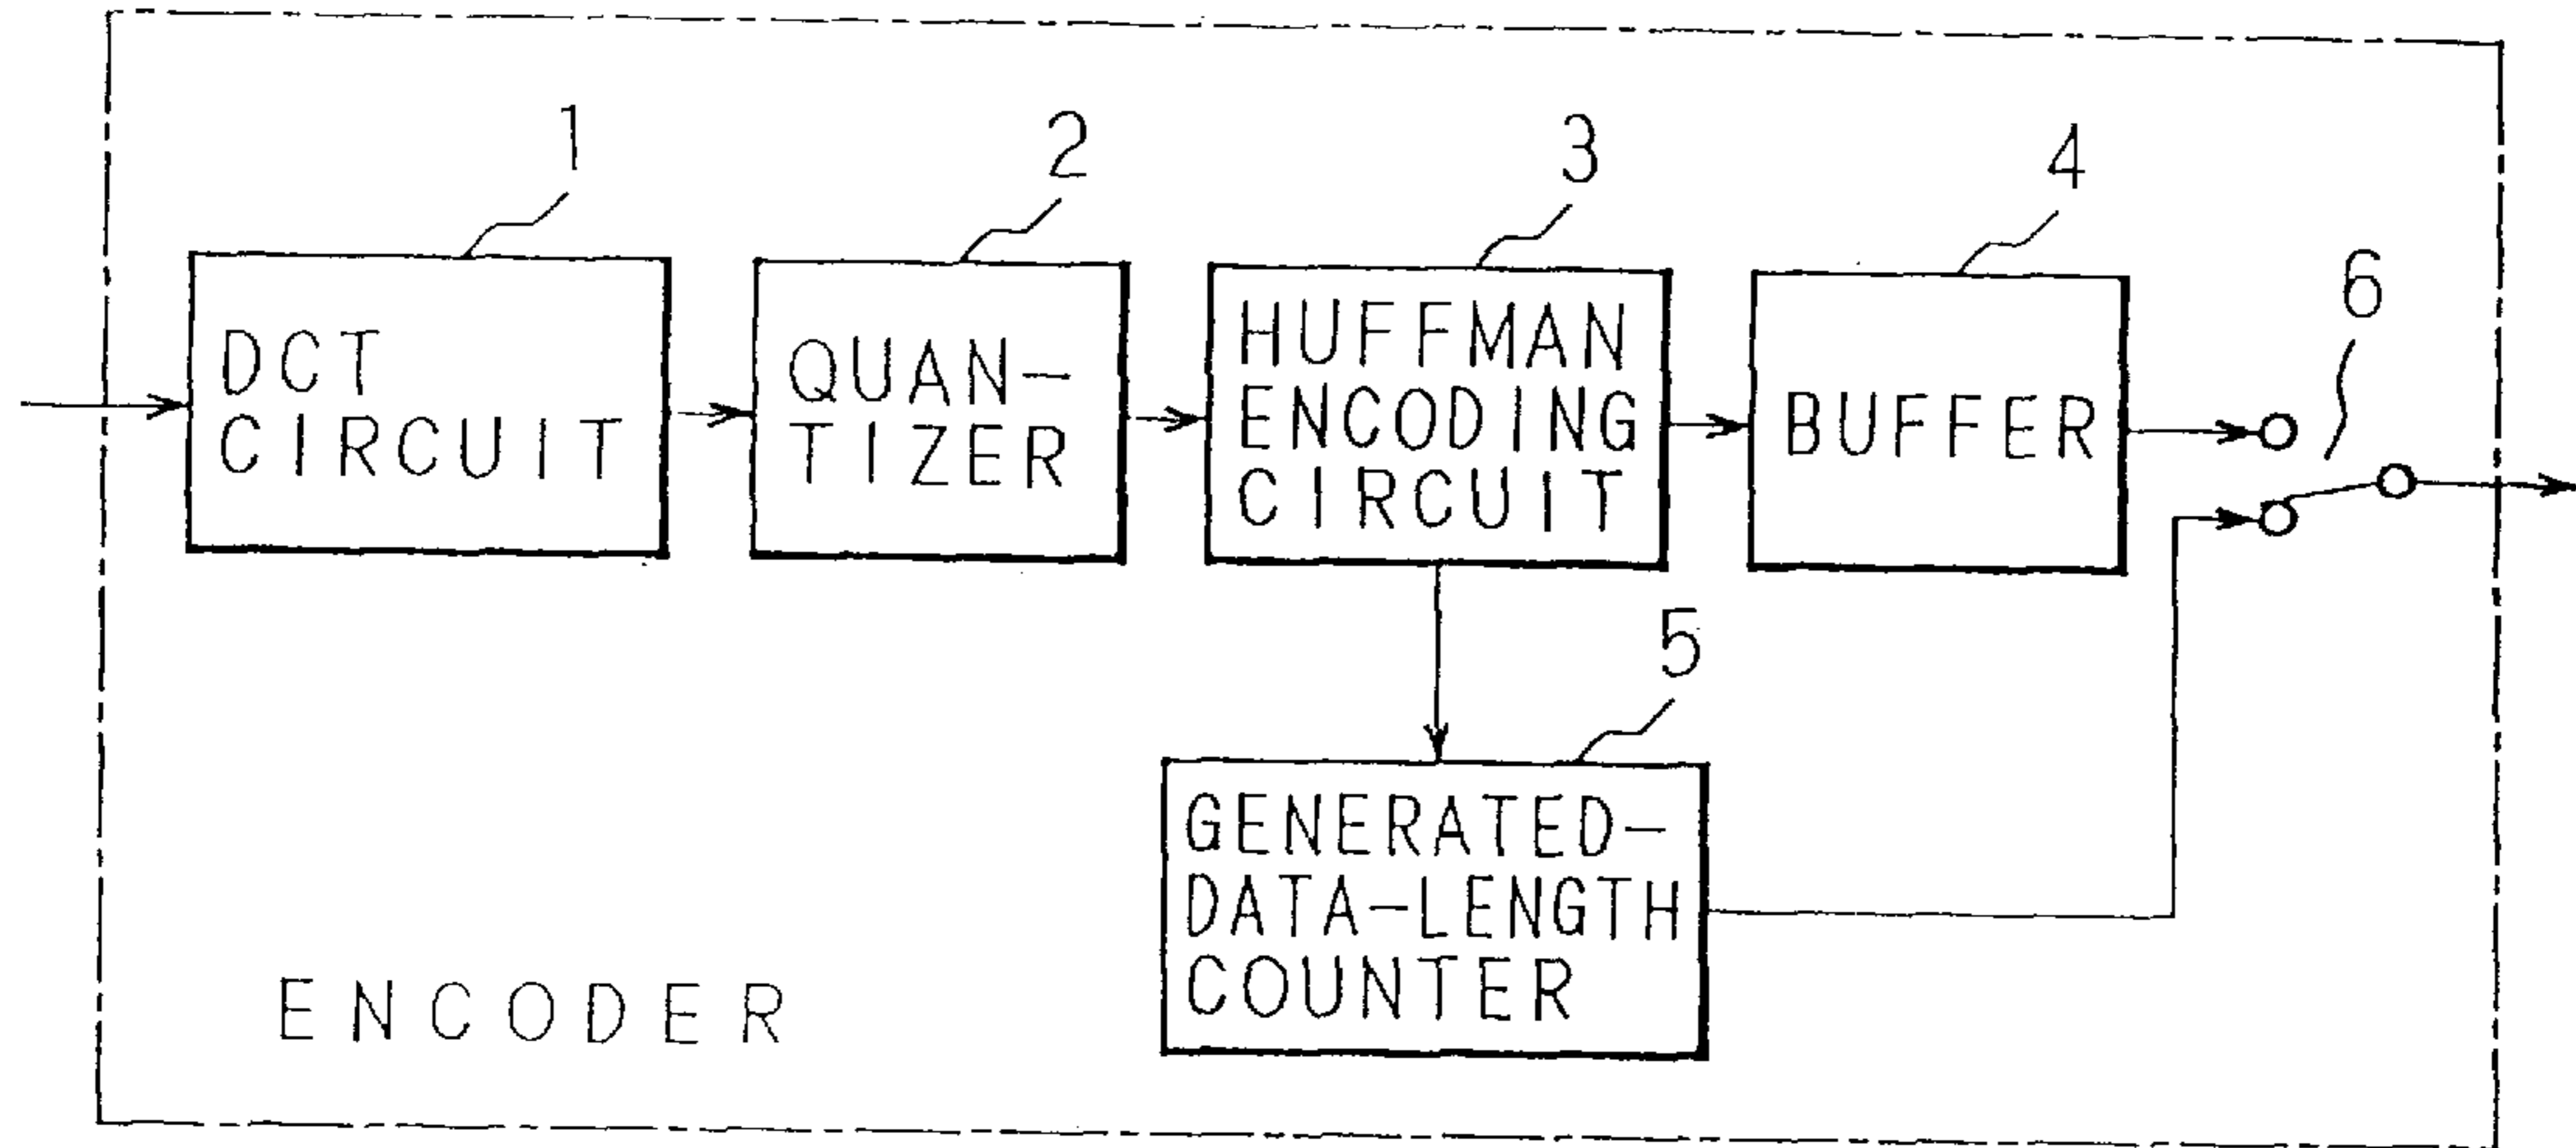 1
2
3
4
6
DCT
CIRCUIT
QUAN-
TIZER
HUFFMAN
ENCODING
CIRCUIT
BUFFER
5
GENERATED-
DATA-LENGTH
COUNTER
ENCODER